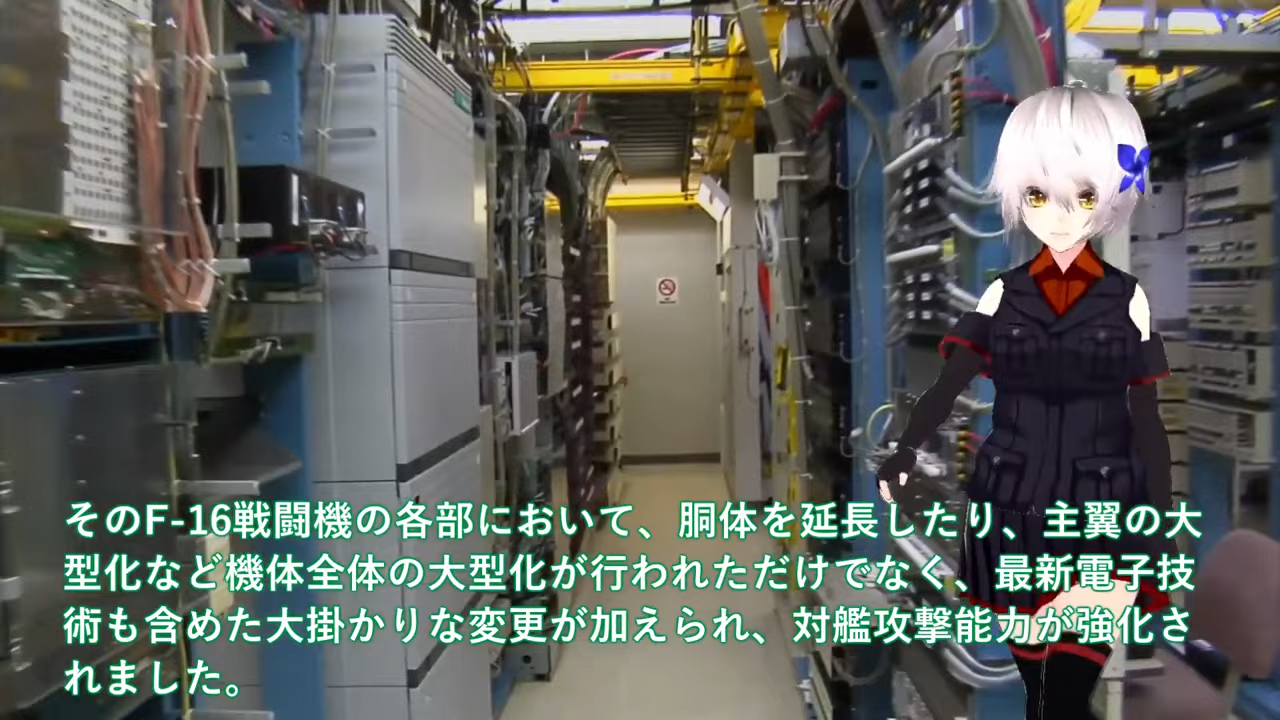 そのF-16戦闘機の各部において、胴体を延長したり、主翼の大
型化など機体全体の大型化が行われただけでなく、最新電子技
術も含めた大掛かりな変更が加えられ、対艦攻撃能力が強化さ
れました。